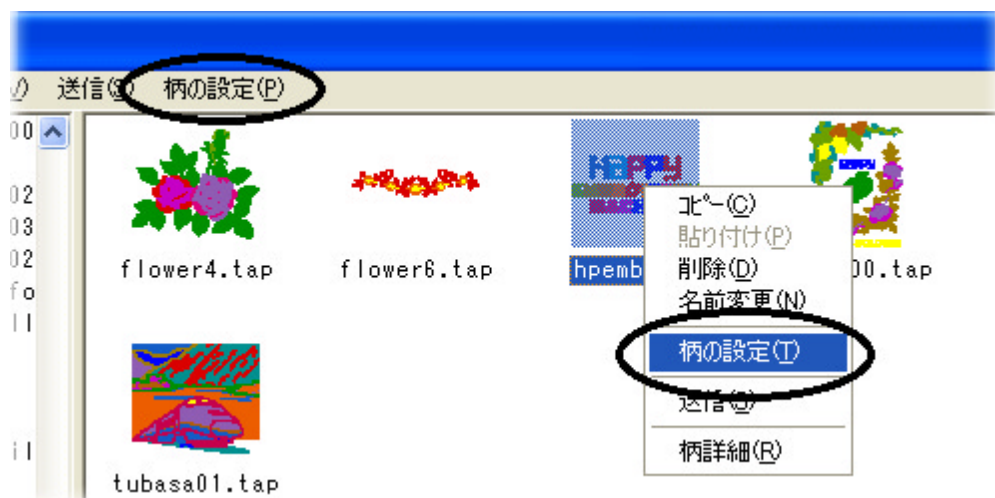 送信(S) 柄の設定(P)
00
02
03
02
fo
ll
il
flower4.tap
flower6.tap
hpemb
00.tap
tubasa01.tap
HAPPY
コピー(C)
貼り付け(P)
削除(D)
名前変更(N)
柄の設定(T)
送信(S)
柄詳細(R)